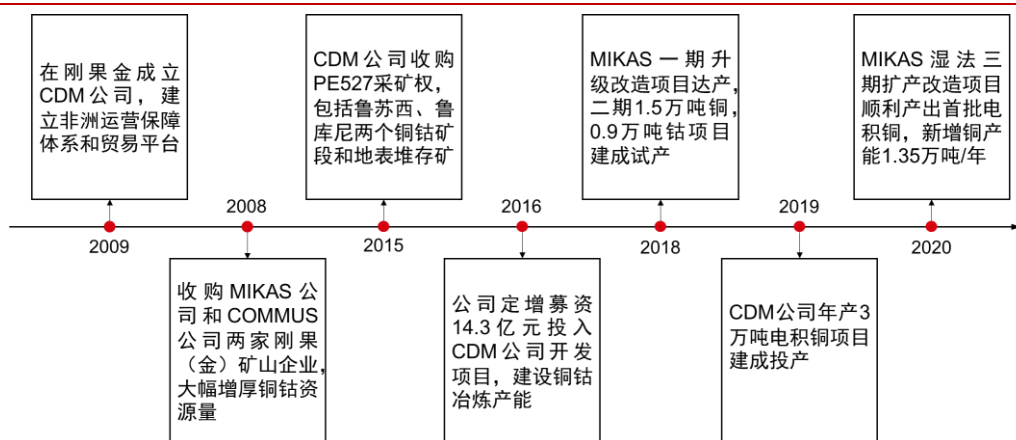 在刚果金成立
CDM公司，建
立非洲运营保障
体系和贸易平台
2009
2008
收购MIKAS公
司和COMMUS
公司两家刚果
（金）矿山企业，
大幅增厚铜钴资
源量
CDM公司收购
PE527采矿权，
包括鲁苏西、鲁
库尼两个铜钴矿
段和地表堆存矿
2015
2016
公司定增募资
14.3亿元投入
CDM公司开发
项目，建设铜钴
冶炼产能
MIKAS一期升
级改造项目达产，
二期1.5万吨铜，
0.9万吨钴项目
建成试产
2018
2019
CDM公司年产3
万吨电积铜项目
建成投产
MIKAS湿法三
期扩产改造项目
顺利产出首批电
积铜，新增铜产
能1.35万吨/年
2020